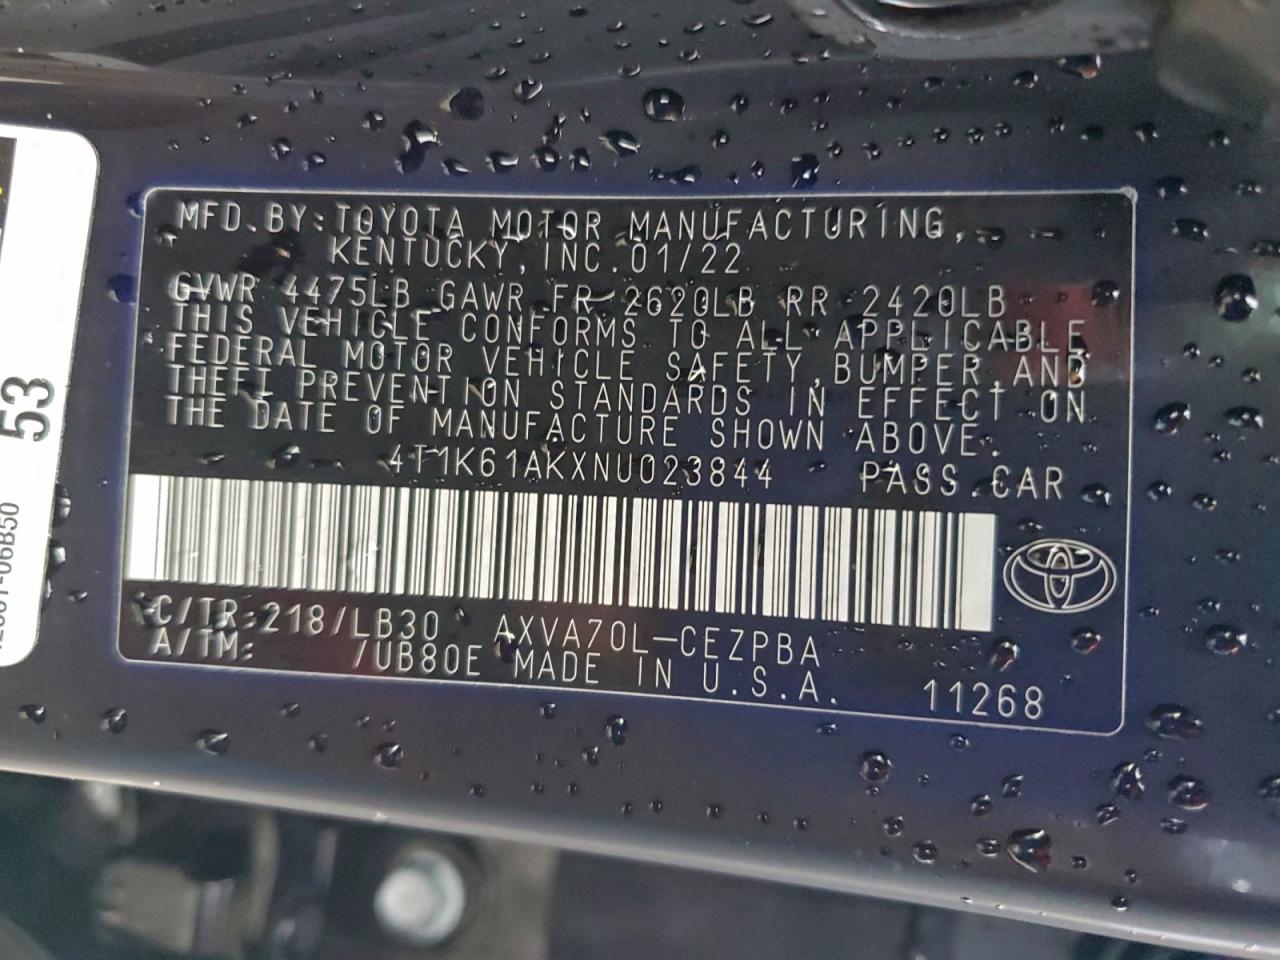 MFD.BY:TOYOTA MOTOR MANUFACTURING,
KENTUCKY,INC.01/22
GVWR 4475LB GAWR FR 2620LB RR 2420LB
THIS VEHICLE CONFORMS TO ALL APPLICABLE
FEDERAL MOTOR VEHICLE SAFETY,BUMPER,AND
THEFT PREVENTION STANDARDS IN EFFECT ON
THE DATE OF MANUFACTURE SHOWN ABOVE.
4T1K61AKXNU023844 PASS.CAR
C/TR:218/LB30 AXVA70L-CEZPBA
A/TM: /UB80E MADE IN U.S.A.
11268
53